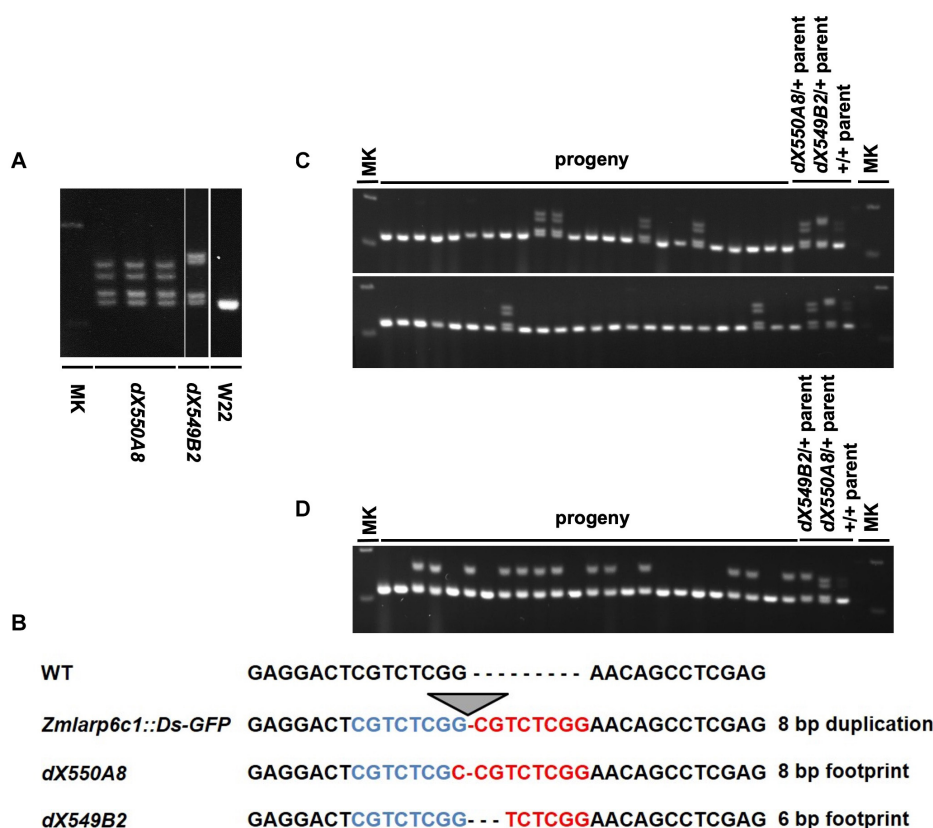 A
MK
dX550A8
dX549B2
W22
C
MK
progeny
dX550A8/+ parent
dX549B2/+ parent
+/+ parent
MK
D
MK
progeny
dX549B2/+ parent
dX550A8/+ parent
+/+ parent
MK
B
WT GAGGACTCGTCTCGG - - - - - - - - - AACAGCCTCGAG
Zmlarp6c1::Ds-GFP GAGGACTCGTCTCGG-CGTCTCGGAACAGCCTCGAG 8 bp duplication
dX550A8 GAGGACTCGTCTCGC-CGTCTCGGAACAGCCTCGAG 8 bp footprint
dX549B2 GAGGACTCGTCTCGG- - - TCTCGGAACAGCCTCGAG 6 bp footprint